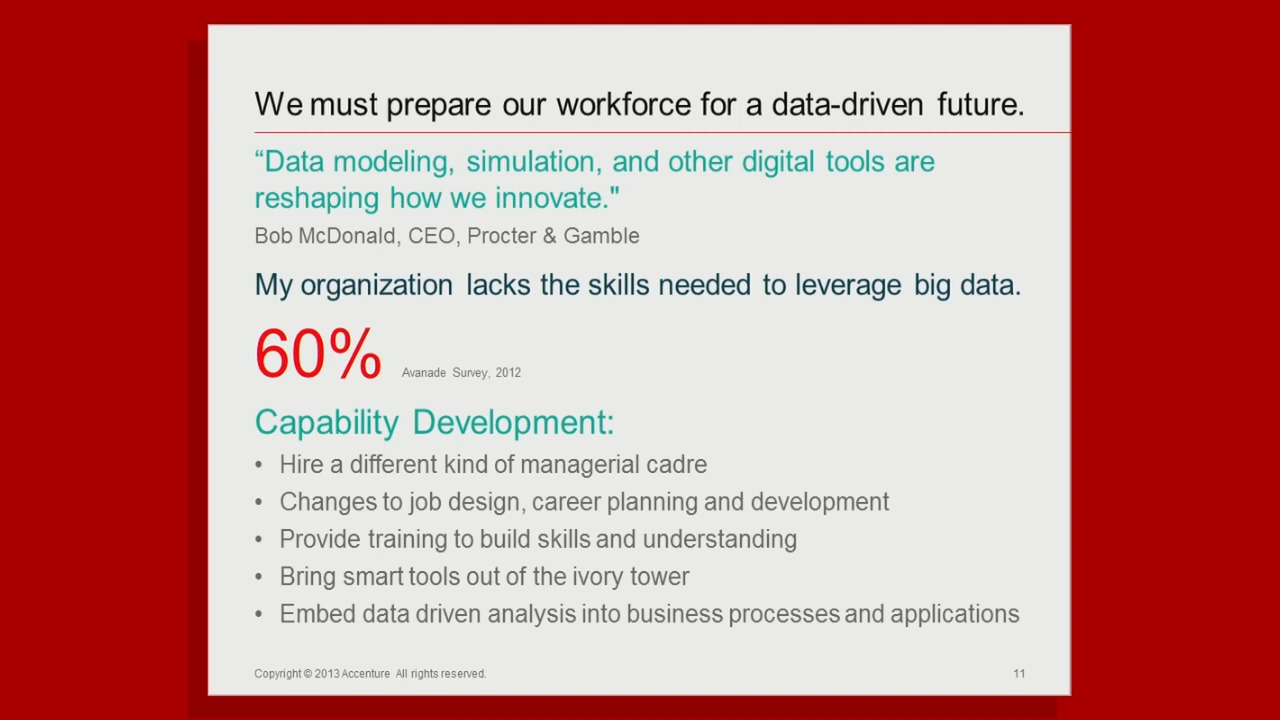 We must prepare our workforce for a data-driven future.
“Data modeling, simulation, and other digital tools are
reshaping how we innovate."
Bob McDonald, CEO, Procter & Gamble
My organization lacks the skills needed to leverage big data.
60% Avanade Survey, 2012
Capability Development:
• Hire a different kind of managerial cadre
• Changes to job design, career planning and development
• Provide training to build skills and understanding
• Bring smart tools out of the ivory tower
• Embed data driven analysis into business processes and applications
Copyright © 2013 Accenture All rights reserved. 11